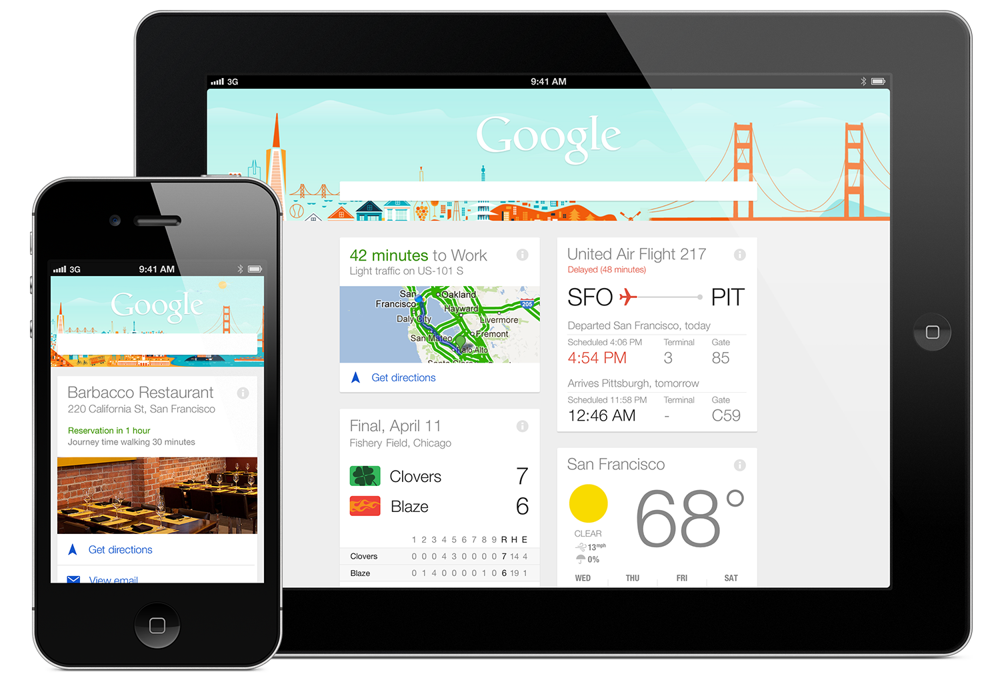 3G 9:41 AM
Google
42 minutes to Work
Light traffic on US-101 S
San Francisco
Oakland
Hayward
205
Daly City
Livermore
San Mateo
Fremont
Palo Alto
Santa Clara
Get directions
Final, April 11
Fishery Field, Chicago
Clovers 7
Blaze 6
1 2 3 4 5 6 7 8 9 R H E
Clovers 0 0 0 4 3 0 0 0 0 7 14 4
Blaze 0 1 4 0 0 0 0 1 0 6 19 1
United Air Flight 217
Delayed (48 minutes)
SFO PIT
Departed San Francisco, today
Scheduled 4:06 PM Terminal Gate
4:54 PM 3 85
Arrives Pittsburgh, tomorrow
Scheduled 11:58 PM Terminal Gate
12:46 AM - C59
San Francisco
68°
CLEAR
13mph
0%
WED THU FRI SAT
3G 9:41 AM
Google
Barbacco Restaurant
220 California St, San Francisco
Reservation in 1 hour
Journey time walking 30 minutes
Get directions
View email